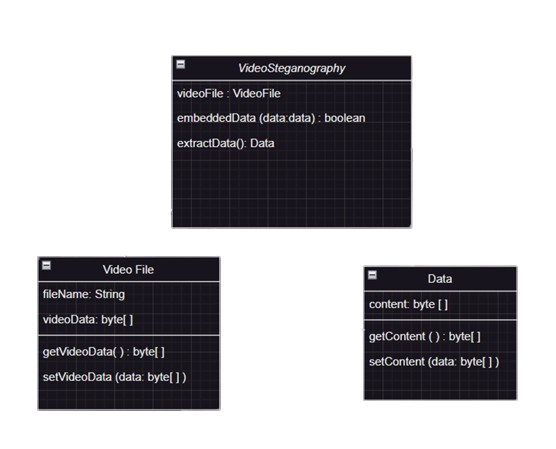 VideoSteganography
videoFile : VideoFile
embeddedData (data:data) : boolean
extractData(): Data
Video File
fileName: String
videoData: byte[ ]
getVideoData( ) : byte[ ]
setVideoData (data: byte[ ] )
Data
content: byte [ ]
getContent ( ) : byte[ ]
setContent (data: byte[ ] )